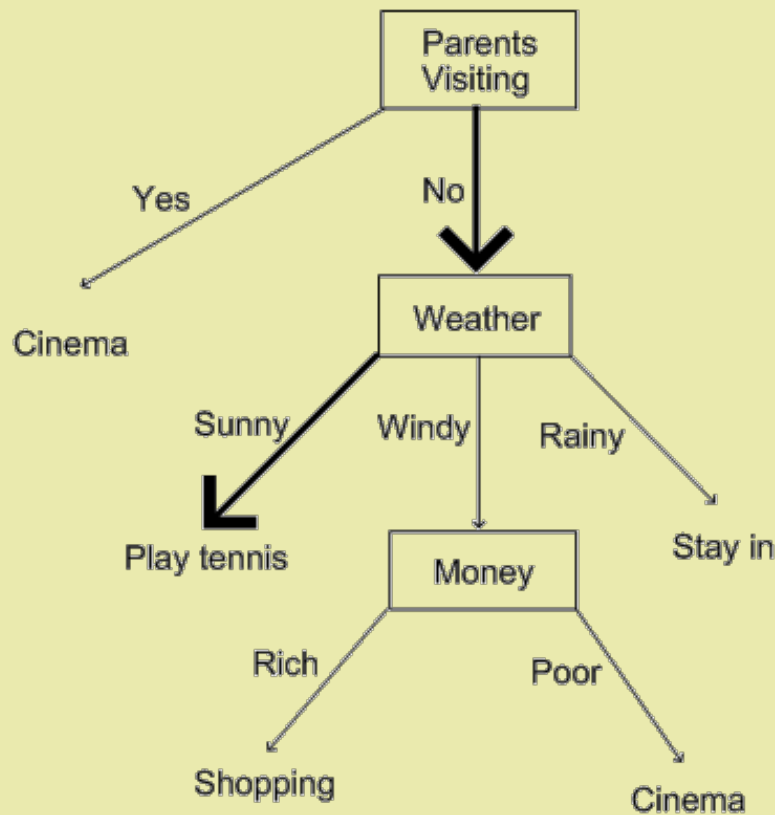 Parents
Visiting
Yes
No
Cinema
Weather
Sunny
Windy
Rainy
Play tennis
Money
Stay in
Rich
Poor
Shopping
Cinema